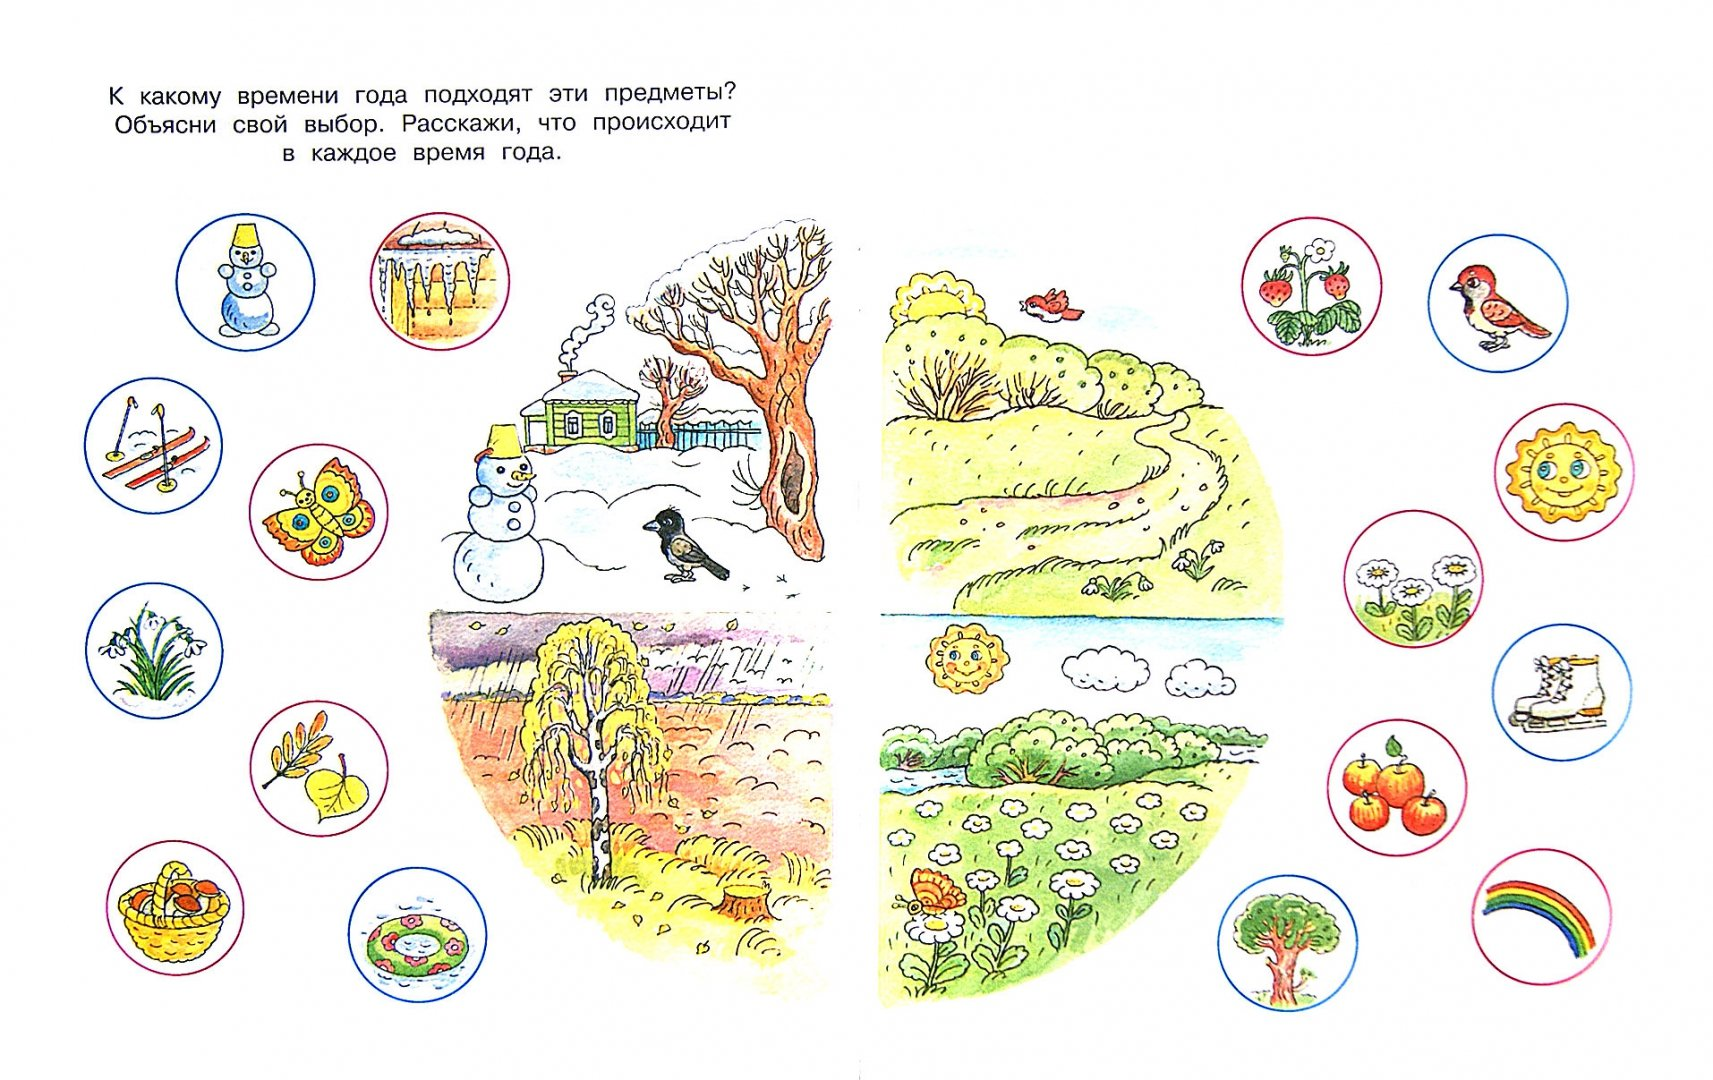 К какому времени года подходят эти предметы?
Объясни свой выбор. Расскажи, что происходит
в каждое время года.